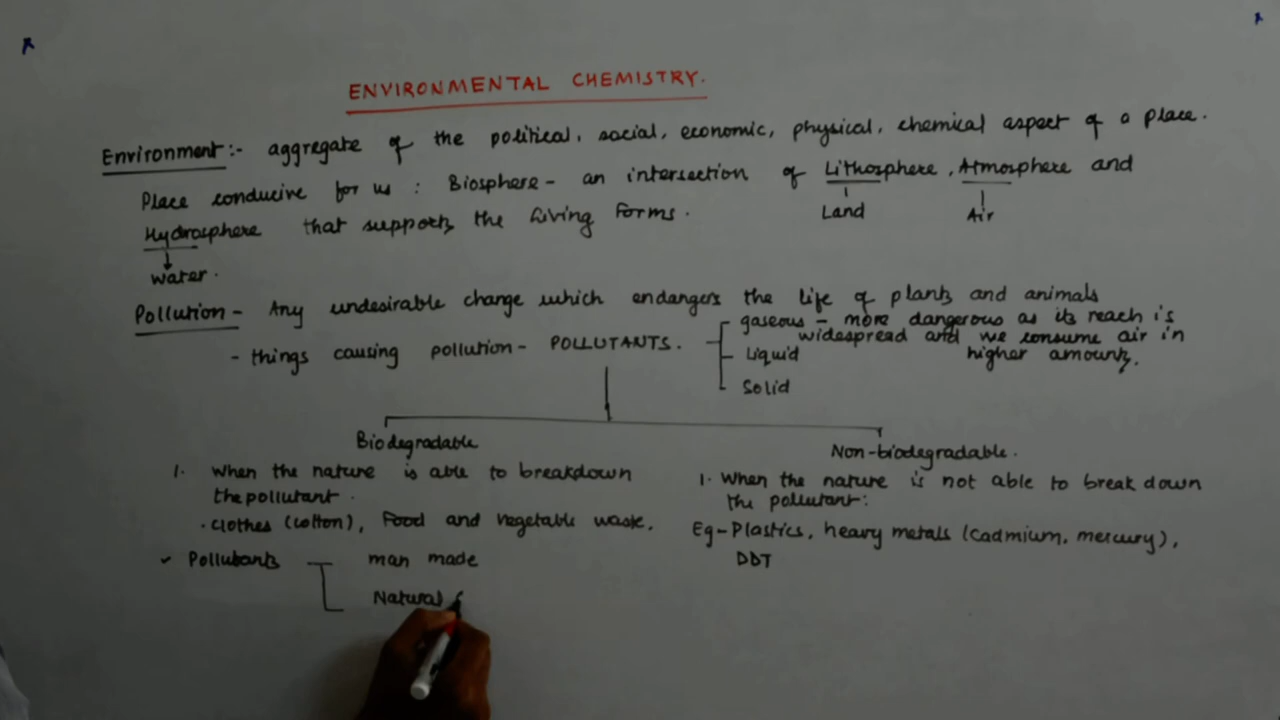 ENVIRONMENTAL CHEMISTRY.
Environment:- aggregate of the political, social, economic, physical, chemical aspect of a place.
Place conducive for us : Biosphere - an intersection of Lithosphere, Atmosphere and
Land Air
Hydrosphere that supports the living forms.
water.
Pollution - Any undesirable change which endangers the life of plants and animals
- things causing pollution - POLLUTANTS.
gaseous - more dangerous as its reach is
widespread and we consume air in
higher amounts.
Liquid
Solid
Biodegradable
Non-biodegradable.
1. When the nature is able to breakdown
the pollutant.
. clothes (cotton), Food and vegetable waste.
1. When the nature is not able to break down
the pollutant:
Eg- Plastics, heavy metals (cadmium, mercury),
DDT
Pollutants
man made
Natural (